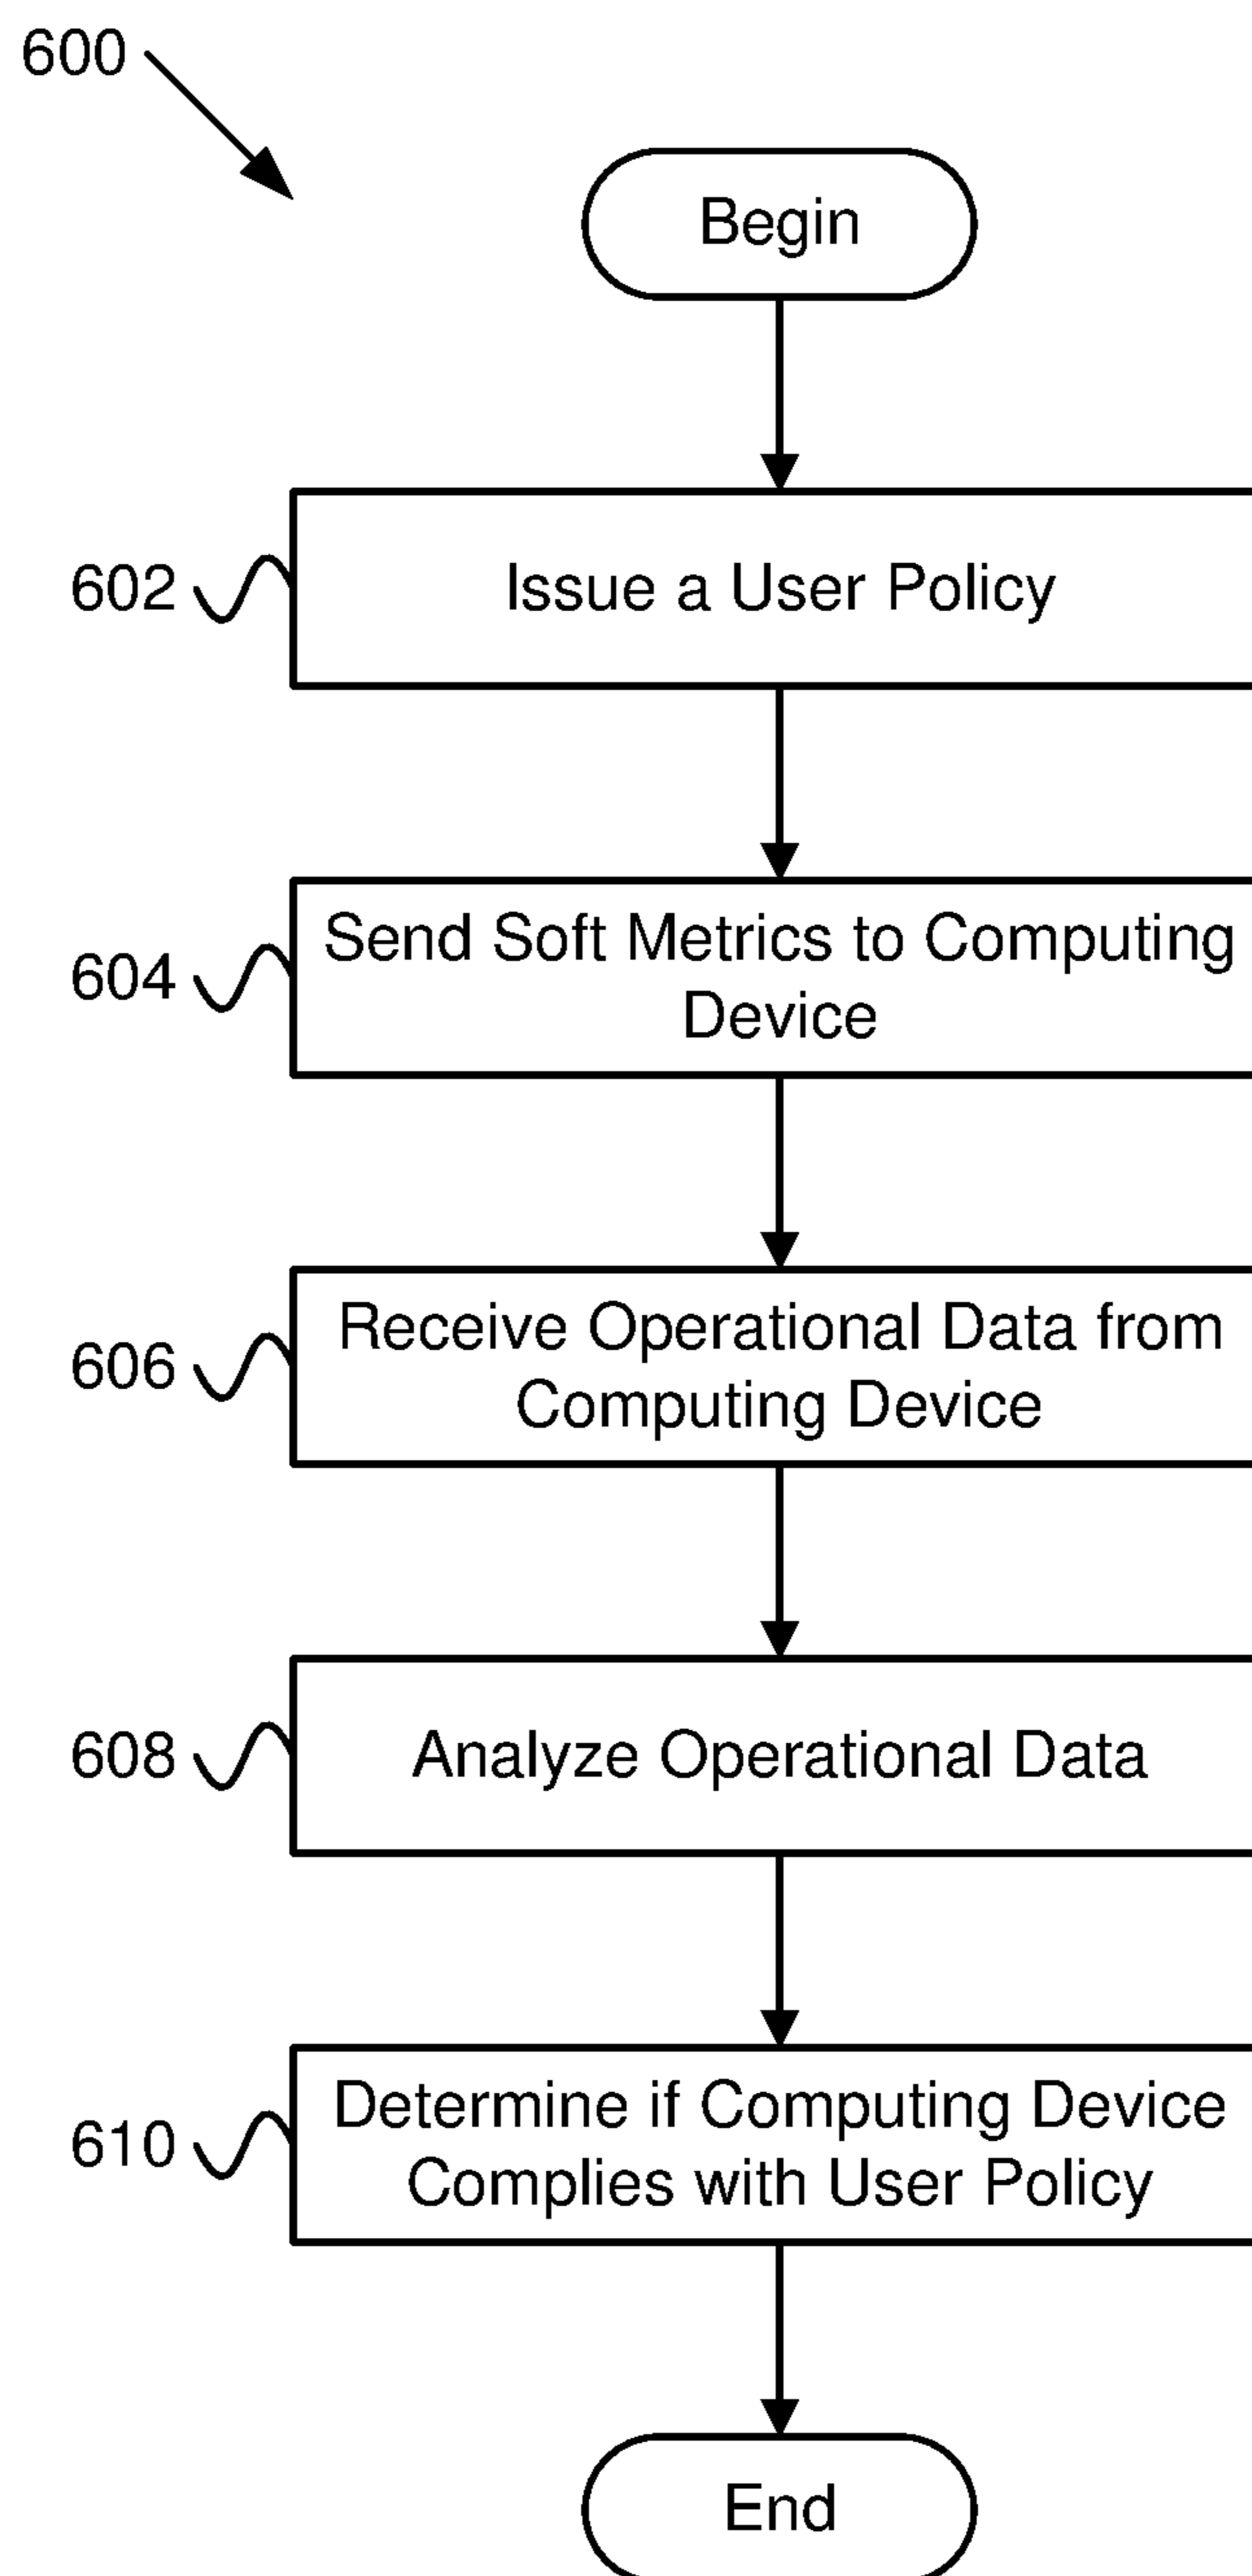 600
Begin
602
Issue a User Policy
604
Send Soft Metrics to Computing
Device
606
Receive Operational Data from
Computing Device
608
Analyze Operational Data
610
Determine if Computing Device
Complies with User Policy
End